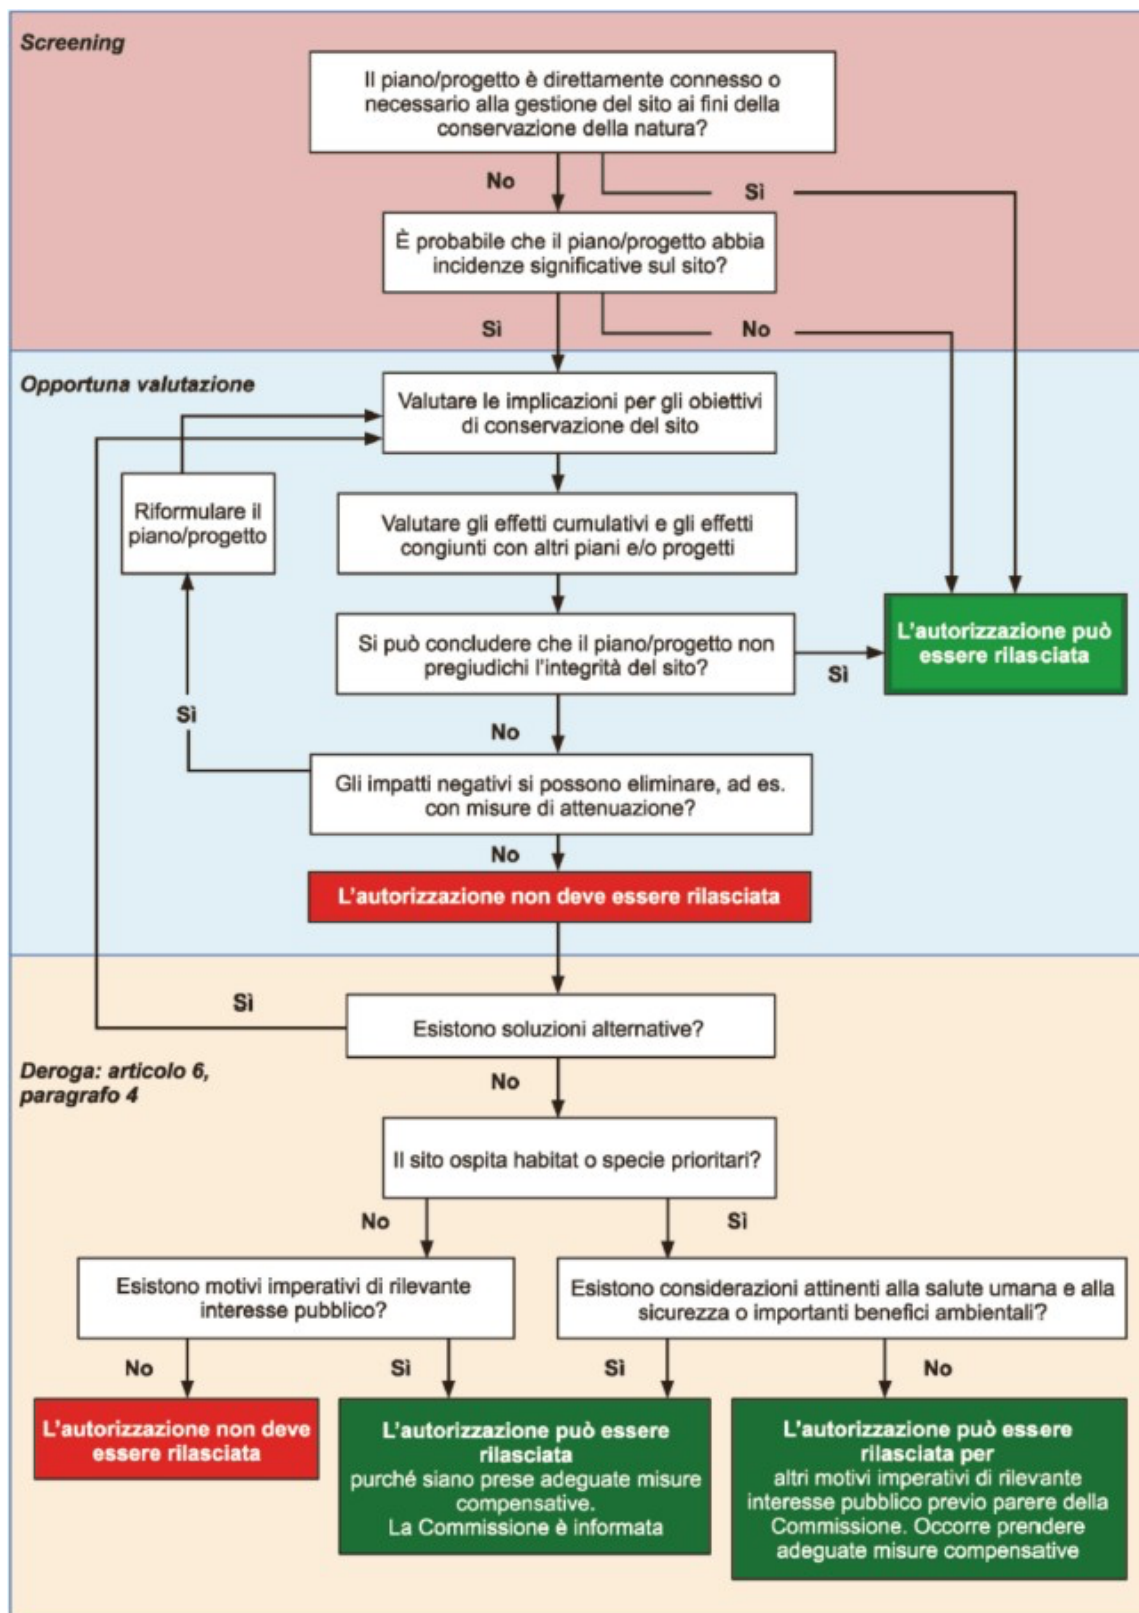 Screening
Il piano/progetto è direttamente connesso o
necessario alla gestione del sito ai fini della
conservazione della natura?
No
Sì
È probabile che il piano/progetto abbia
incidenze significative sul sito?
Sì
No
Opportuna valutazione
Valutare le implicazioni per gli obiettivi
di conservazione del sito
Riformulare il
piano/progetto
Valutare gli effetti cumulativi e gli effetti
congiunti con altri piani e/o progetti
Si può concludere che il piano/progetto non
pregiudichi l'integrità del sito?
Sì
L'autorizzazione può
essere rilasciata
Sì
No
Gli impatti negativi si possono eliminare, ad es.
con misure di attenuazione?
No
L'autorizzazione non deve essere rilasciata
Sì
Esistono soluzioni alternative?
Deroga: articolo 6,
paragrafo 4
No
Il sito ospita habitat o specie prioritari?
No
Sì
Esistono motivi imperativi di rilevante
interesse pubblico?
Esistono considerazioni attinenti alla salute umana e alla
sicurezza o importanti benefici ambientali?
No
Sì
Sì
No
L'autorizzazione non deve
essere rilasciata
L'autorizzazione può essere
rilasciata
purché siano prese adeguate misure
compensative.
La Commissione è informata
L'autorizzazione può essere
rilasciata per
altri motivi imperativi di rilevante
interesse pubblico previo parere della
Commissione. Occorre prendere
adeguate misure compensative